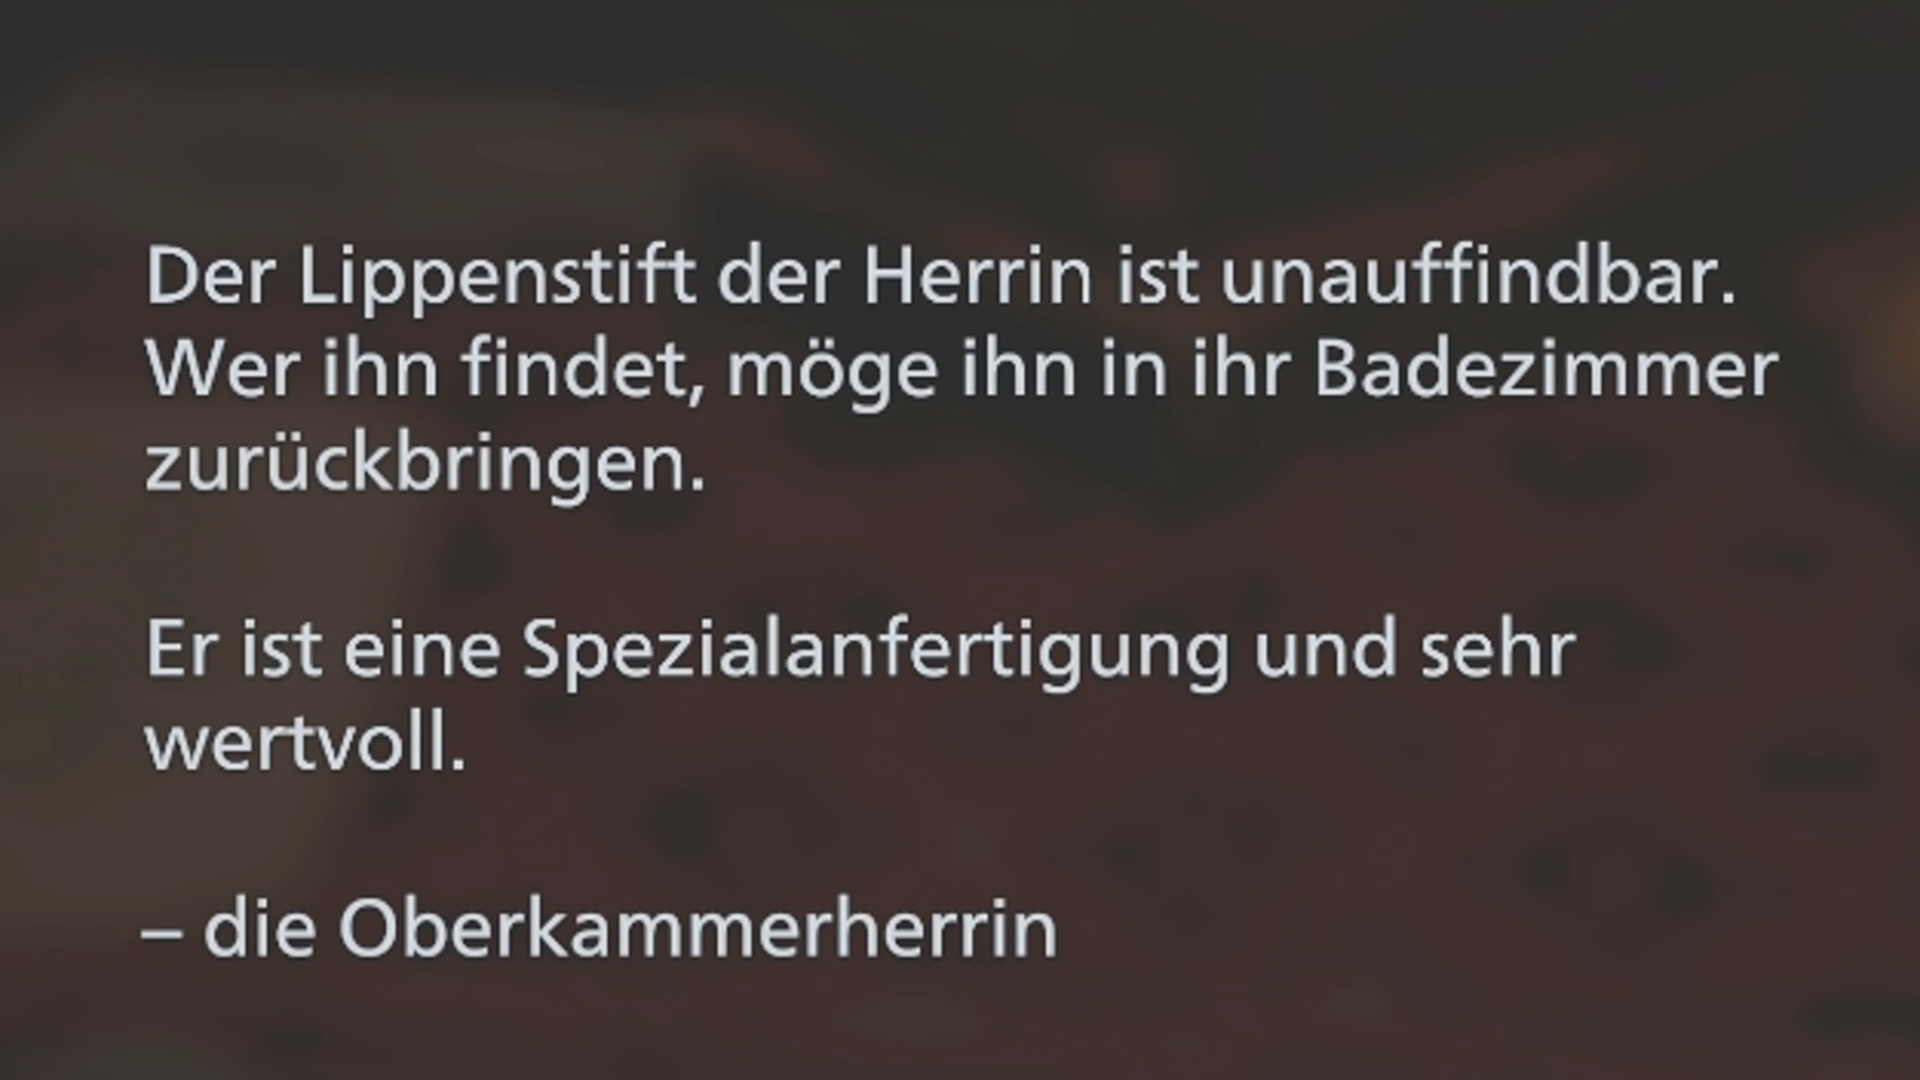 Der Lippenstift der Herrin ist unauffindbar.
Wer ihn findet, möge ihn in ihr Badezimmer
zurückbringen.
Er ist eine Spezialanfertigung und sehr
wertvoll.
– die Oberkammerherrin